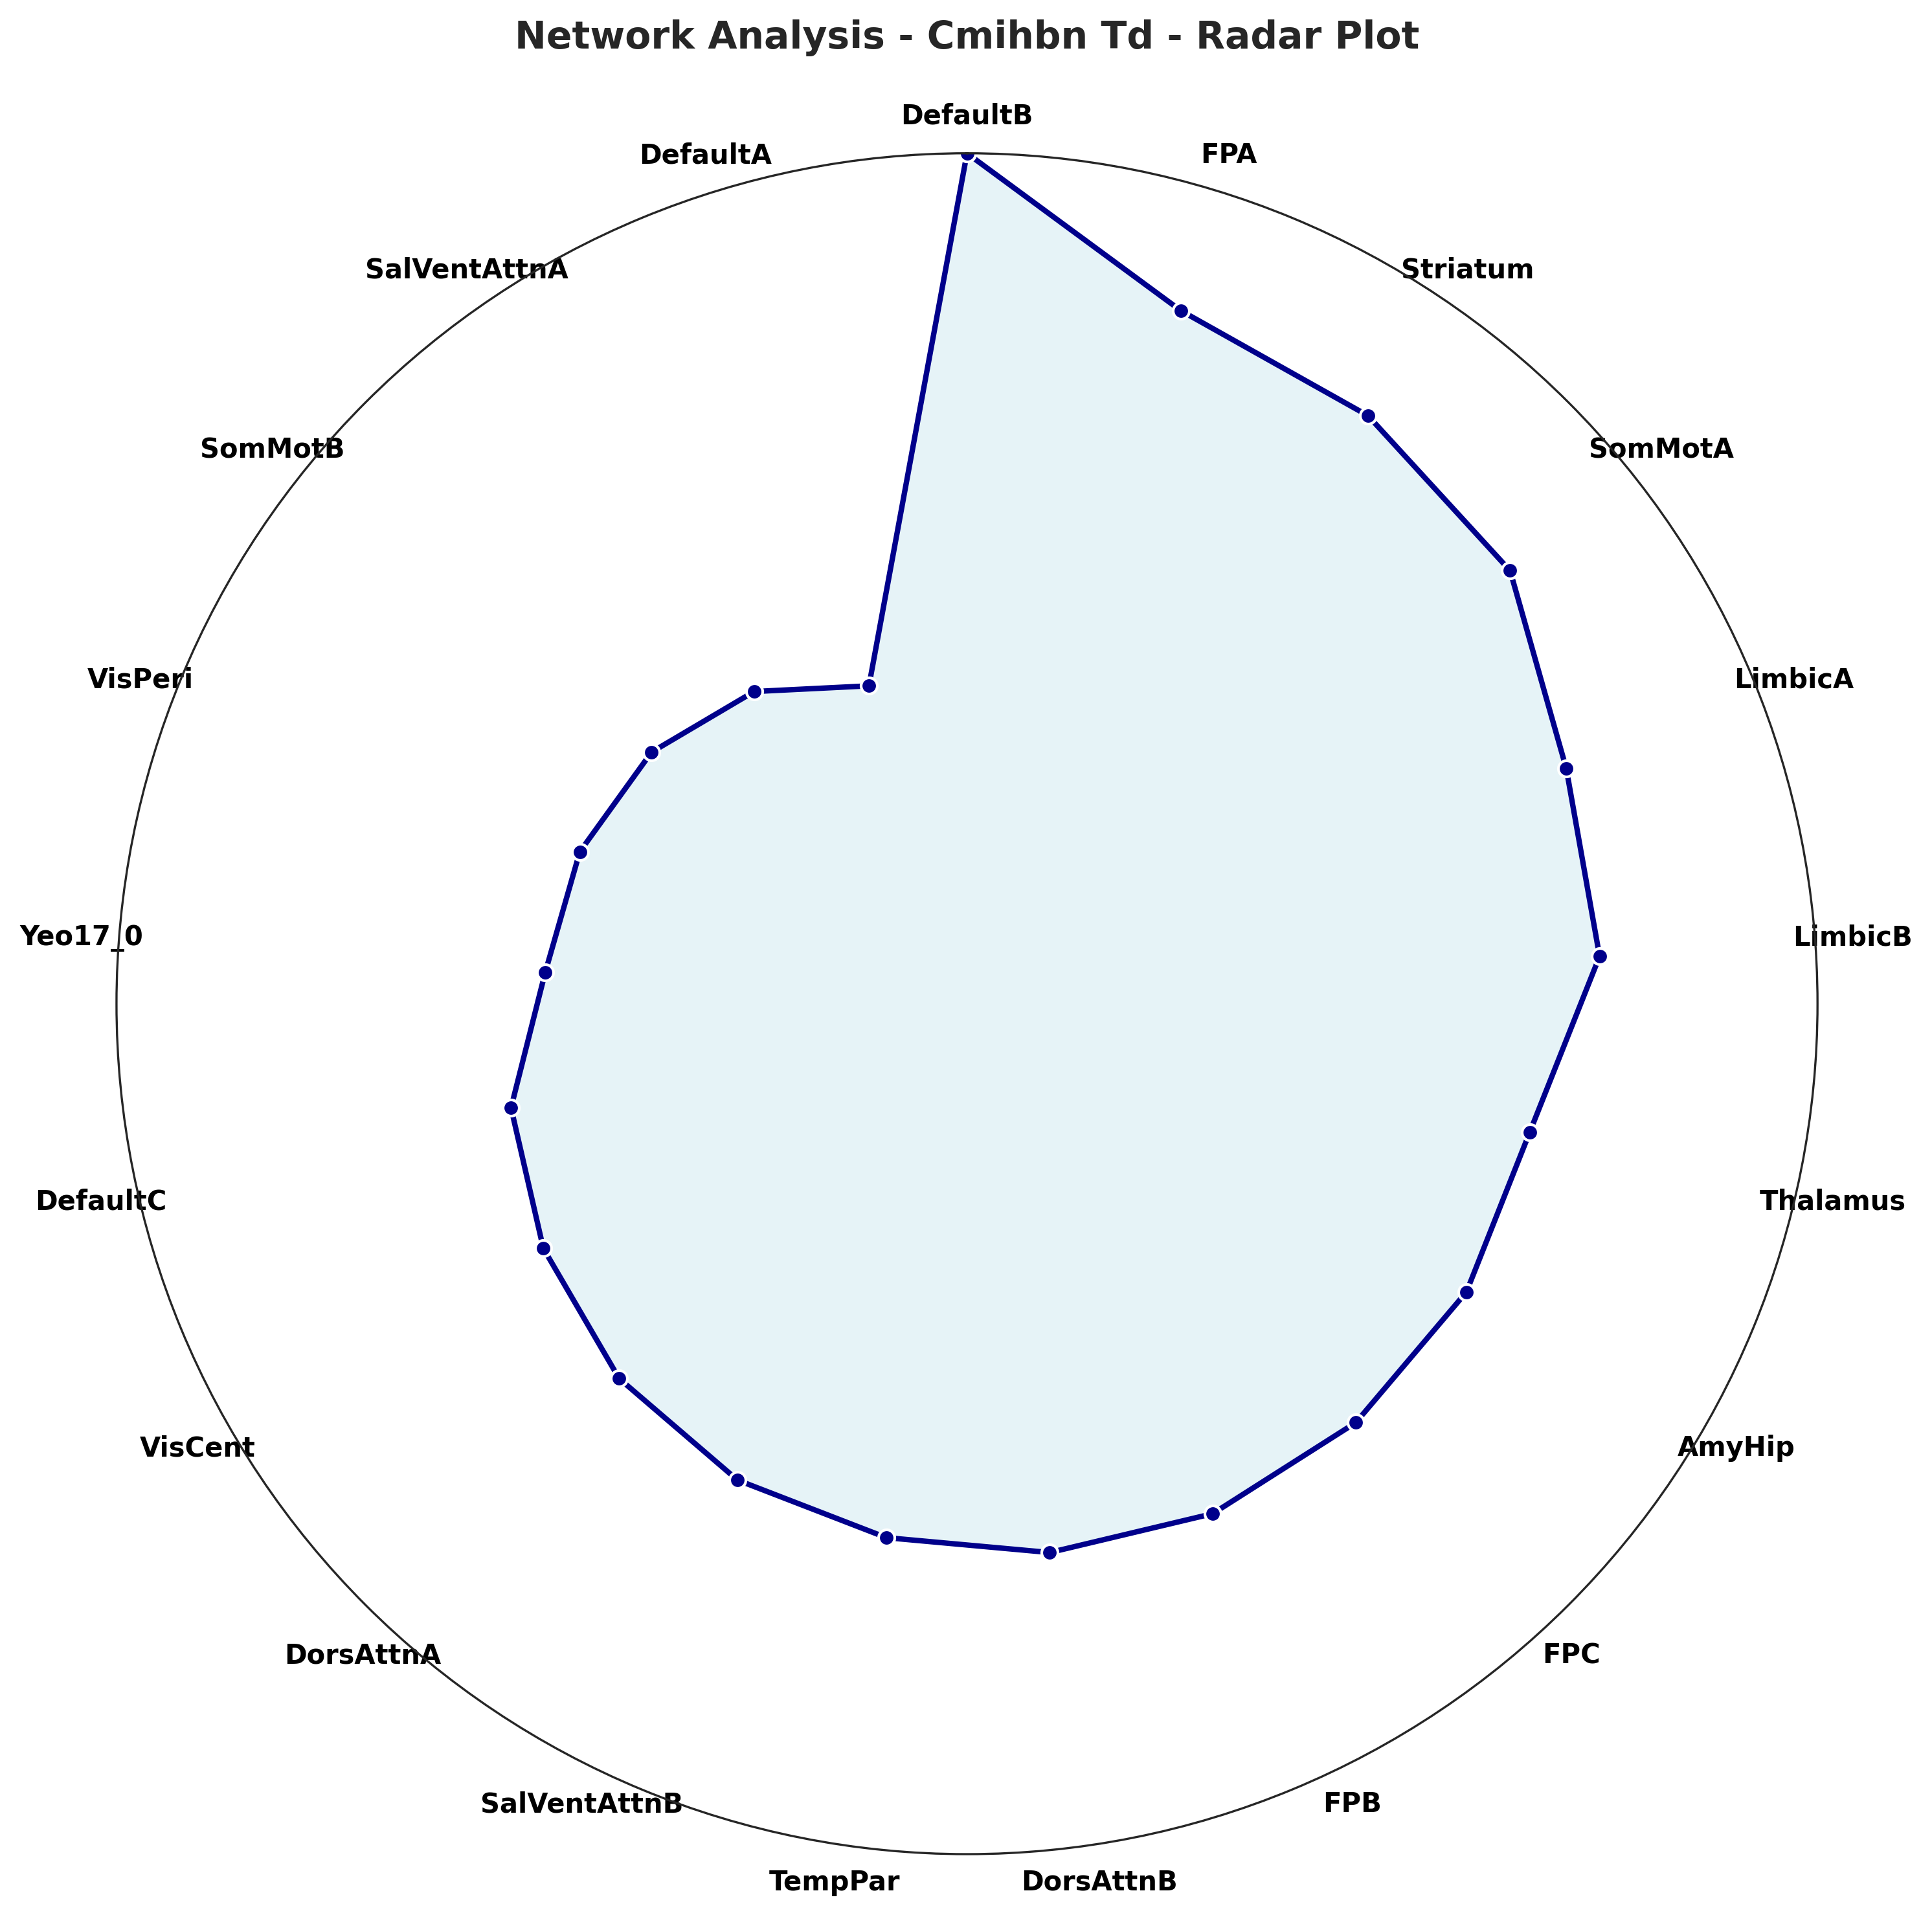 Network Analysis - Cmihbn Td - Radar Plot
DefaultB
DefaultA
FPA
SalVentAttnA
Striatum
SomMotB
SomMotA
VisPeri
LimbicA
Yeo17_0
LimbicB
DefaultC
Thalamus
VisCent
AmyHip
DorsAttnA
FPC
SalVentAttnB
FPB
TempPar
DorsAttnB